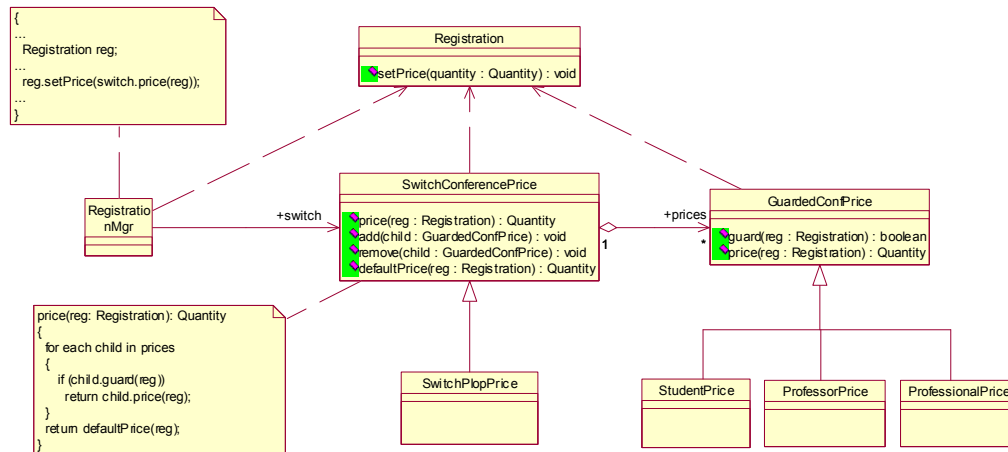 {
...
Registration reg;
...
reg.setPrice(switch.price(reg));
...
}
Registration
setPrice(quantity : Quantity) : void
Registratio
nMgr
+switch
SwitchConferencePrice
price(reg : Registration) : Quantity
add(child : GuardedConfPrice) : void
remove(child : GuardedConfPrice) : void
defaultPrice(reg : Registration) : Quantity
1
+prices
*
GuardedConfPrice
guard(reg : Registration) : boolean
price(reg : Registration) : Quantity
price(reg: Registration): Quantity
{
for each child in prices
{
if (child.guard(reg))
return child.price(reg);
}
return defaultPrice(reg);
}
SwitchPlopPrice
StudentPrice
ProfessorPrice
ProfessionalPrice